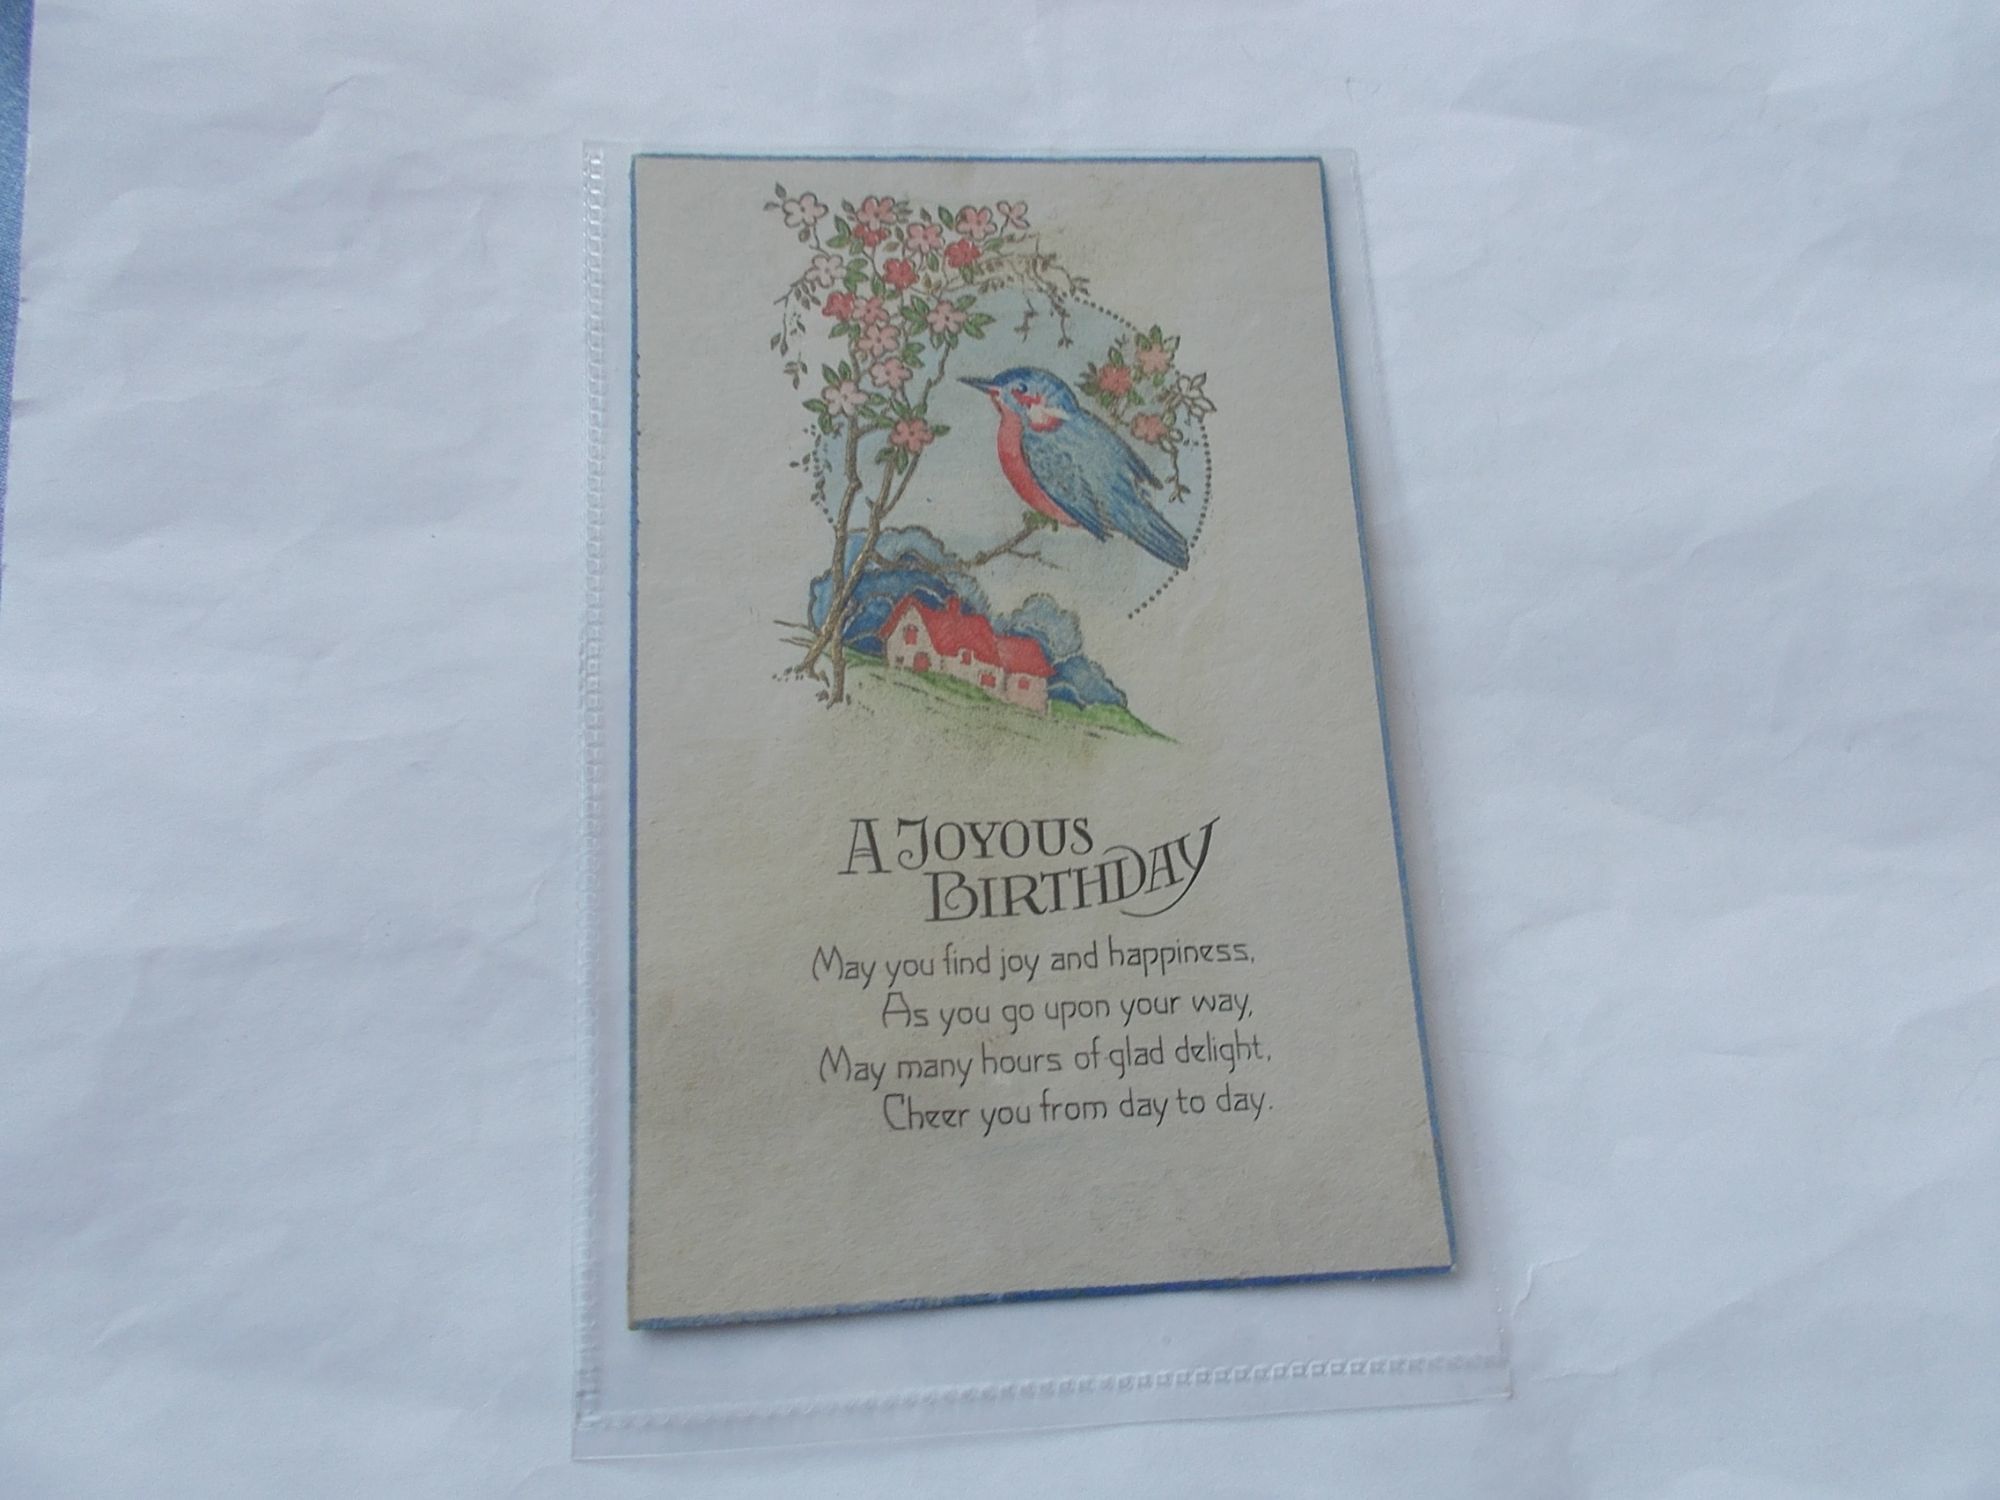 A JOYOUS
BIRTHDAY
May you find joy and happiness,
As you go upon your way,
May many hours of glad delight,
Cheer you from day to day.